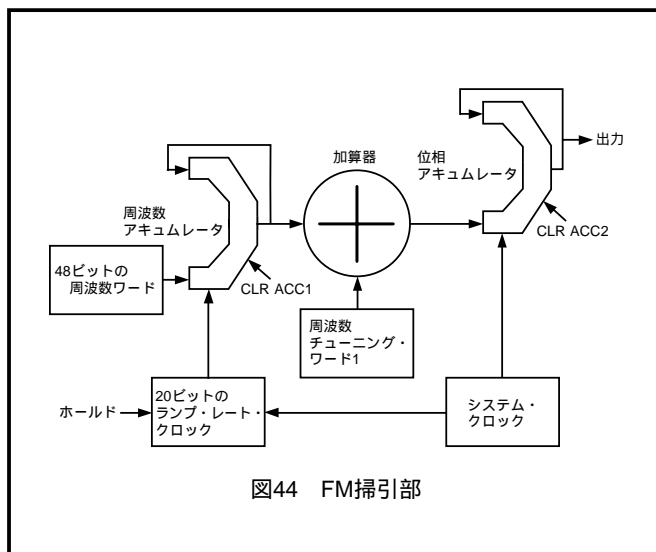 出力
加算器
位相
アキュムレータ
周波数
アキュムレータ
CLR ACC2
48ビットの
周波数ワード
CLR ACC1
周波数
チューニング・
ワード1
20ビットの
ランプ・レート・
クロック
ホールド
システム・
クロック
図44 FM掃引部